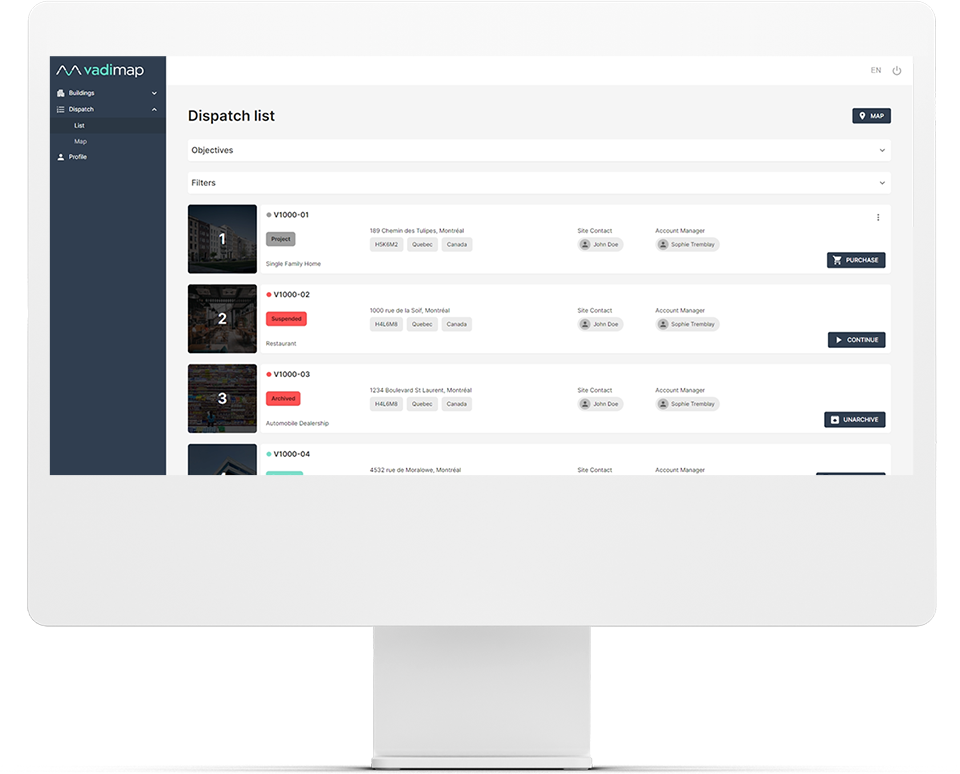 vadimap
EN
Buildings
Dispatch
List
Map
Profile
Dispatch list
MAP
Objectives
Filters
1
V1000-01
Project
Single Family Home
189 Chemin des Tulipes, Montréal
H5K6M2 Quebec Canada
Site Contact
John Doe
Account Manager
Sophie Tremblay
PURCHASE
2
V1000-02
Suspended
Restaurant
1000 rue de la Soif, Montréal
H4L6M8 Quebec Canada
Site Contact
John Doe
Account Manager
Sophie Tremblay
CONTINUE
3
V1000-03
Archived
Automobile Dealership
1234 Boulevard St Laurent, Montréal
H4L6M8 Quebec Canada
Site Contact
John Doe
Account Manager
Sophie Tremblay
UNARCHIVE
V1000-04
4532 rue de Moralowe, Montréal
Site Contact
Account Manager